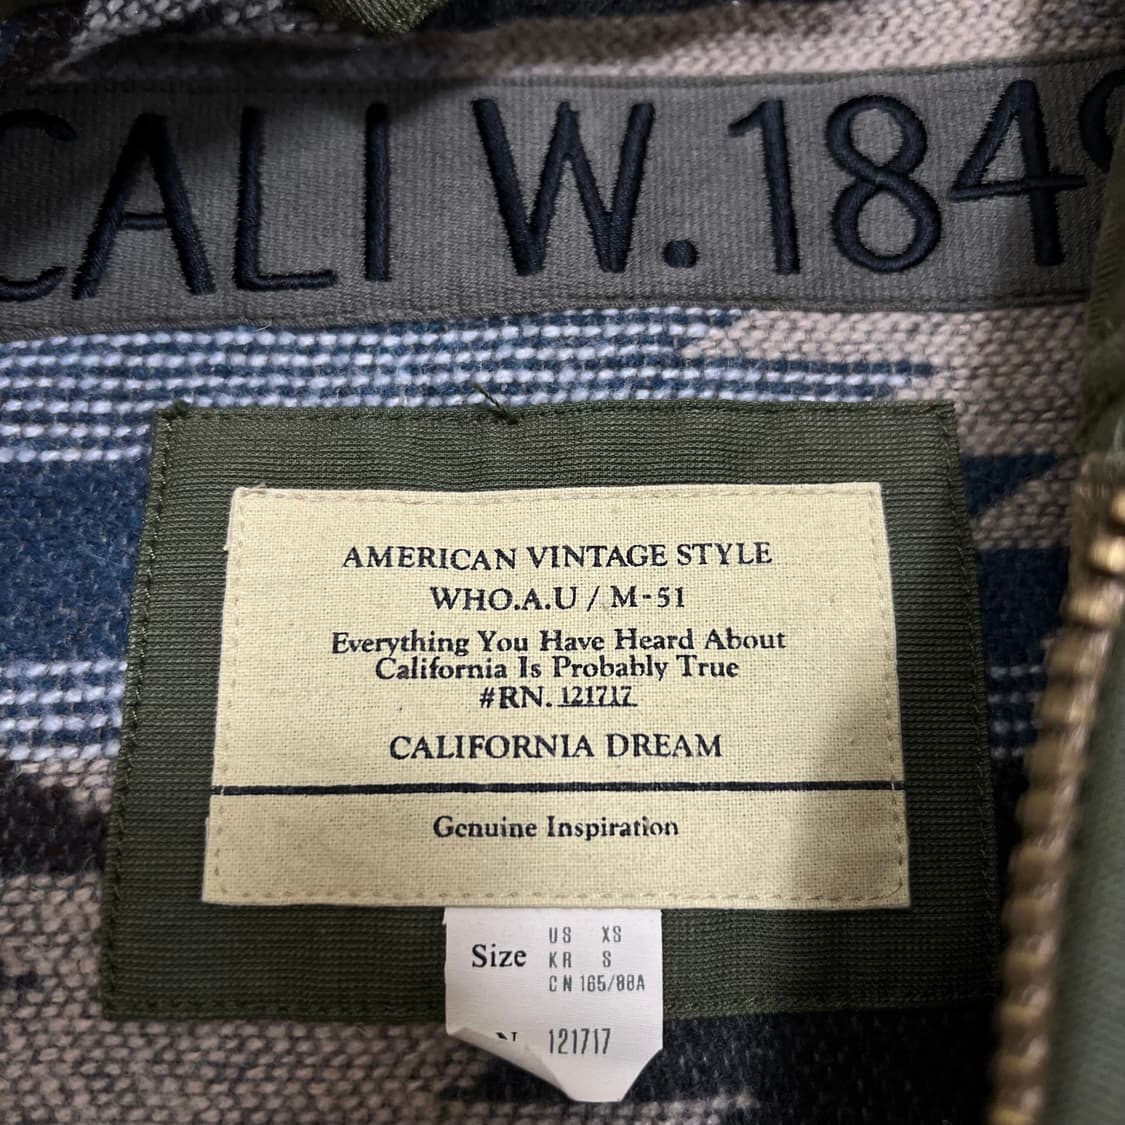 CALI W. 184
AMERICAN VINTAGE STYLE
WHO.A.U / M-51
Everything You Have Heard About
California Is Probably True
#RN. 121717
CALIFORNIA DREAM
Genuine Inspiration
Size
US XS
KR S
CN 165/88A
121717